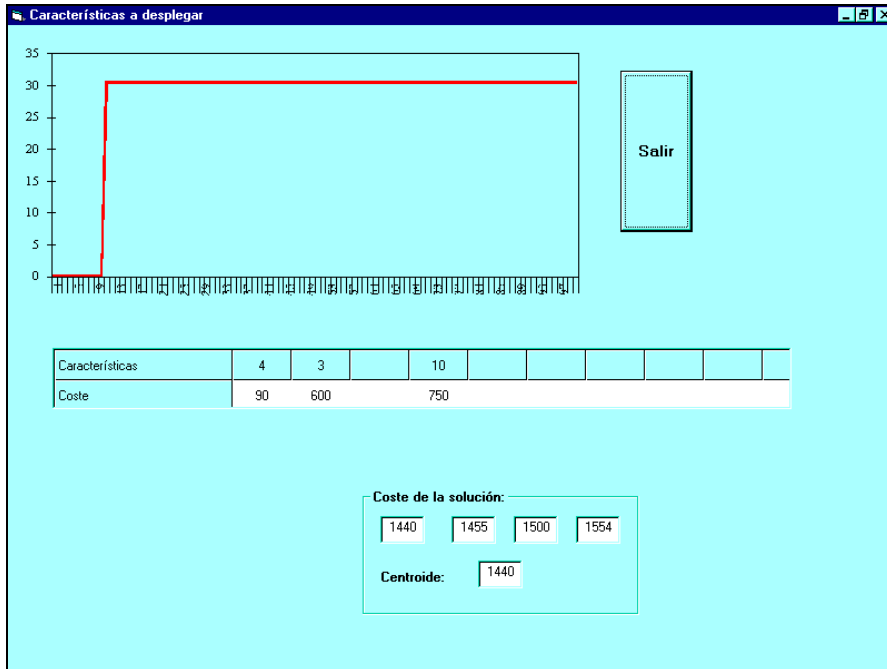 Características a desplegar
35
30
25
20
15
10
5
0
Salir
Características 4 3 10
Coste 90 600 750
Coste de la solución:
1440 1455 1500 1554
Centroide: 1440